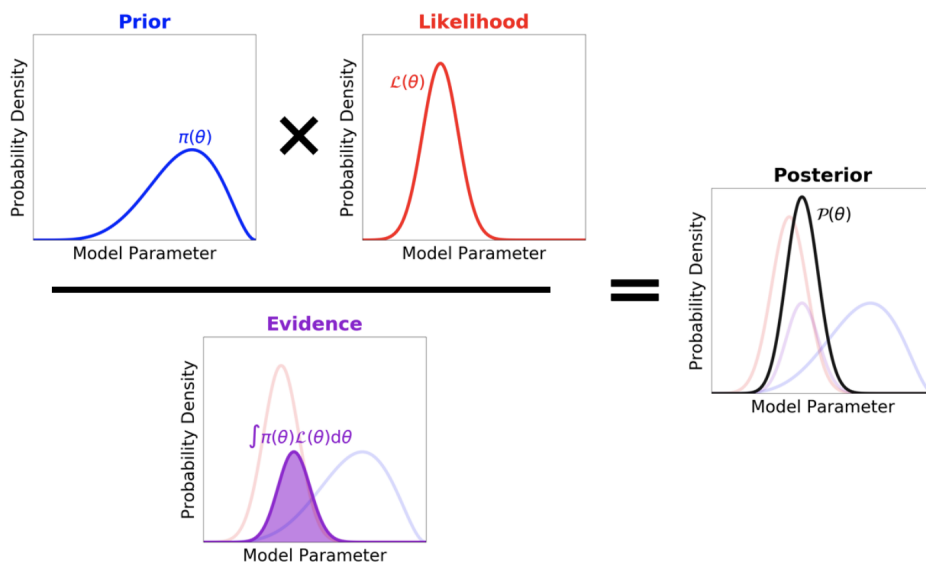 Prior
Probability Density
π(θ)
Model Parameter
×
Likelihood
Probability Density
ℒ(θ)
Model Parameter
Evidence
Probability Density
∫π(θ)ℒ(θ)dθ
Model Parameter
=
Posterior
Probability Density
𝒫(θ)
Model Parameter